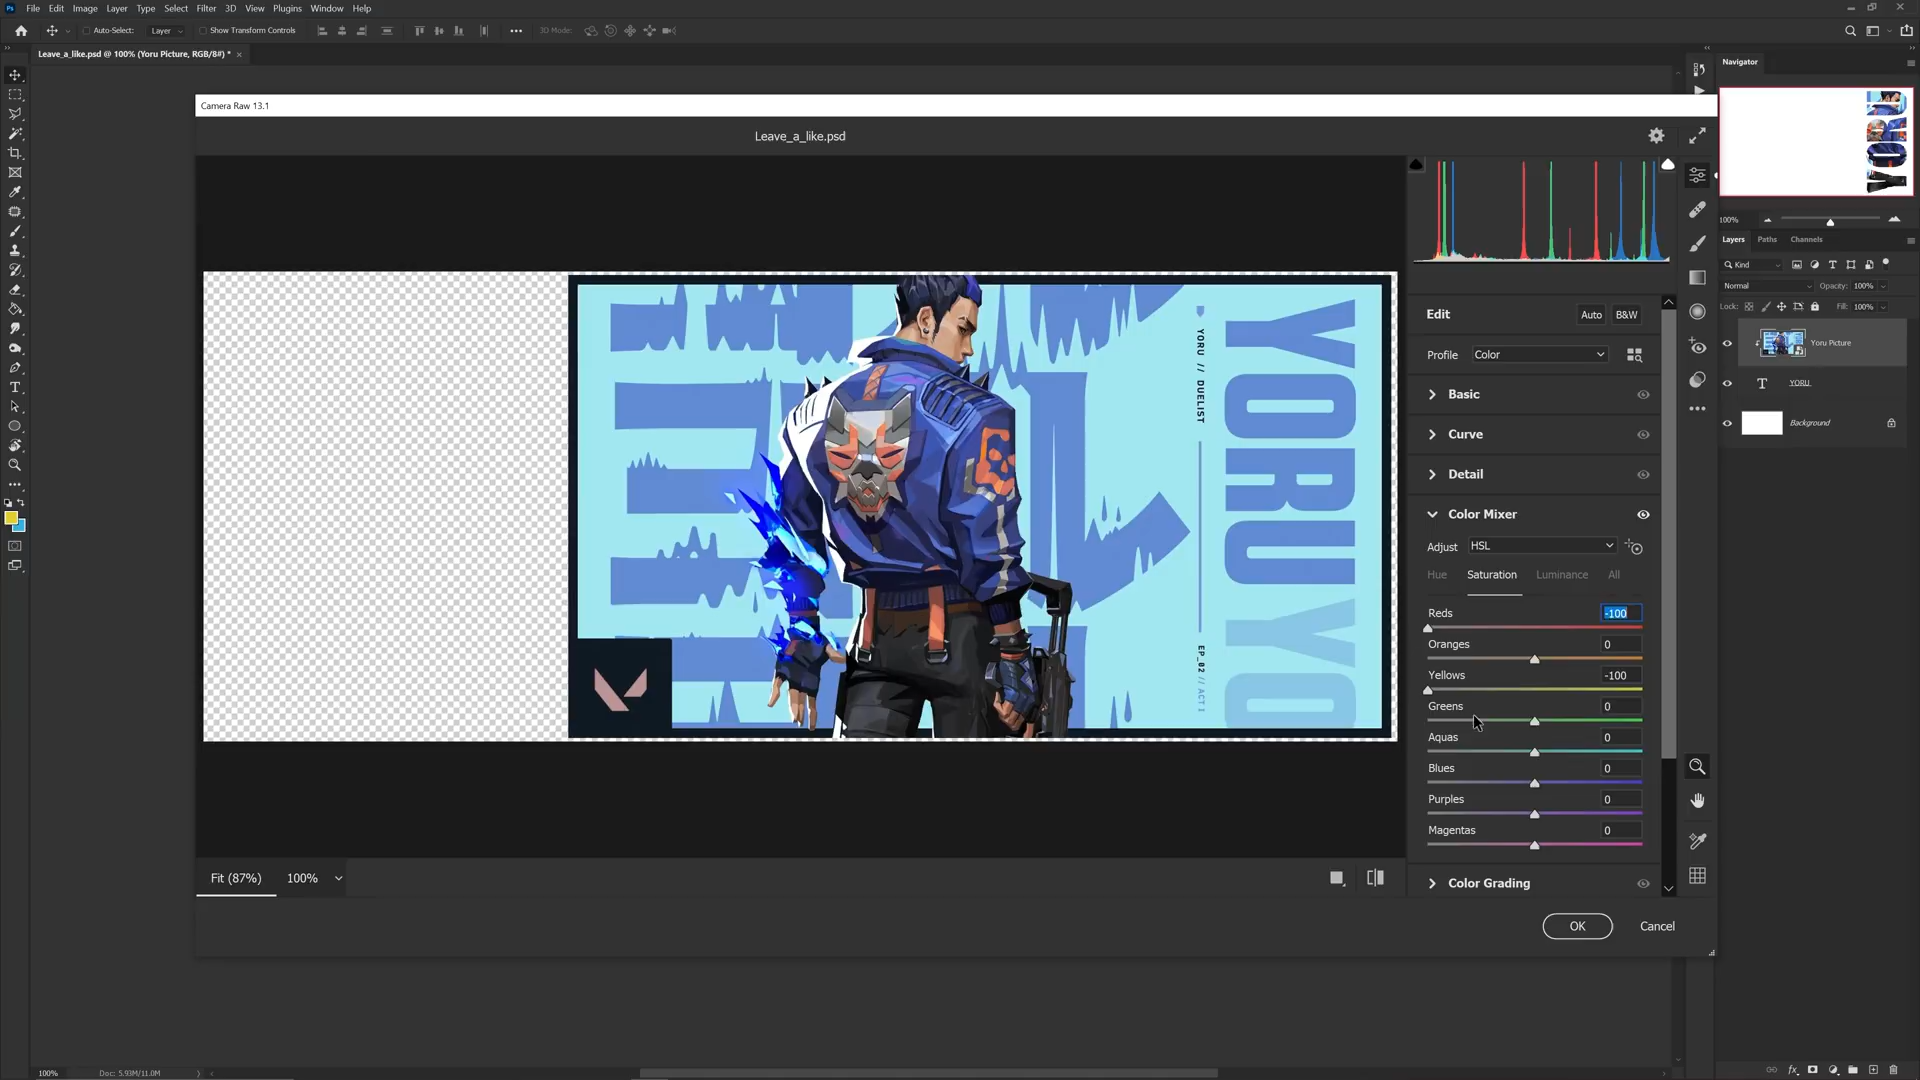 Ps File Edit Image Layer Type Select Filter 3D View Plugins Window Help
Auto-Select: Layer Show Transform Controls 3D Mode:
Leave_a_like.psd @ 100% (Yoru Picture, RGB/8#) *
Camera Raw 13.1
Leave_a_like.psd
YORU // DUELIST
EP_02 // ACT I
YORUYO
Edit Auto B&W
Profile Color
Basic
Curve
Detail
Color Mixer
Adjust HSL
Hue Saturation Luminance All
Reds -100
Oranges 0
Yellows -100
Greens 0
Aquas 0
Blues 0
Purples 0
Magentas 0
Color Grading
Fit (87%) 100%
OK Cancel
Navigator
100%
Layers Paths Channels
Kind
Normal Opacity: 100%
Lock: Fill: 100%
Yoru Picture
T YORU
Background
100% Doc: 5.93M/11.0M
fx